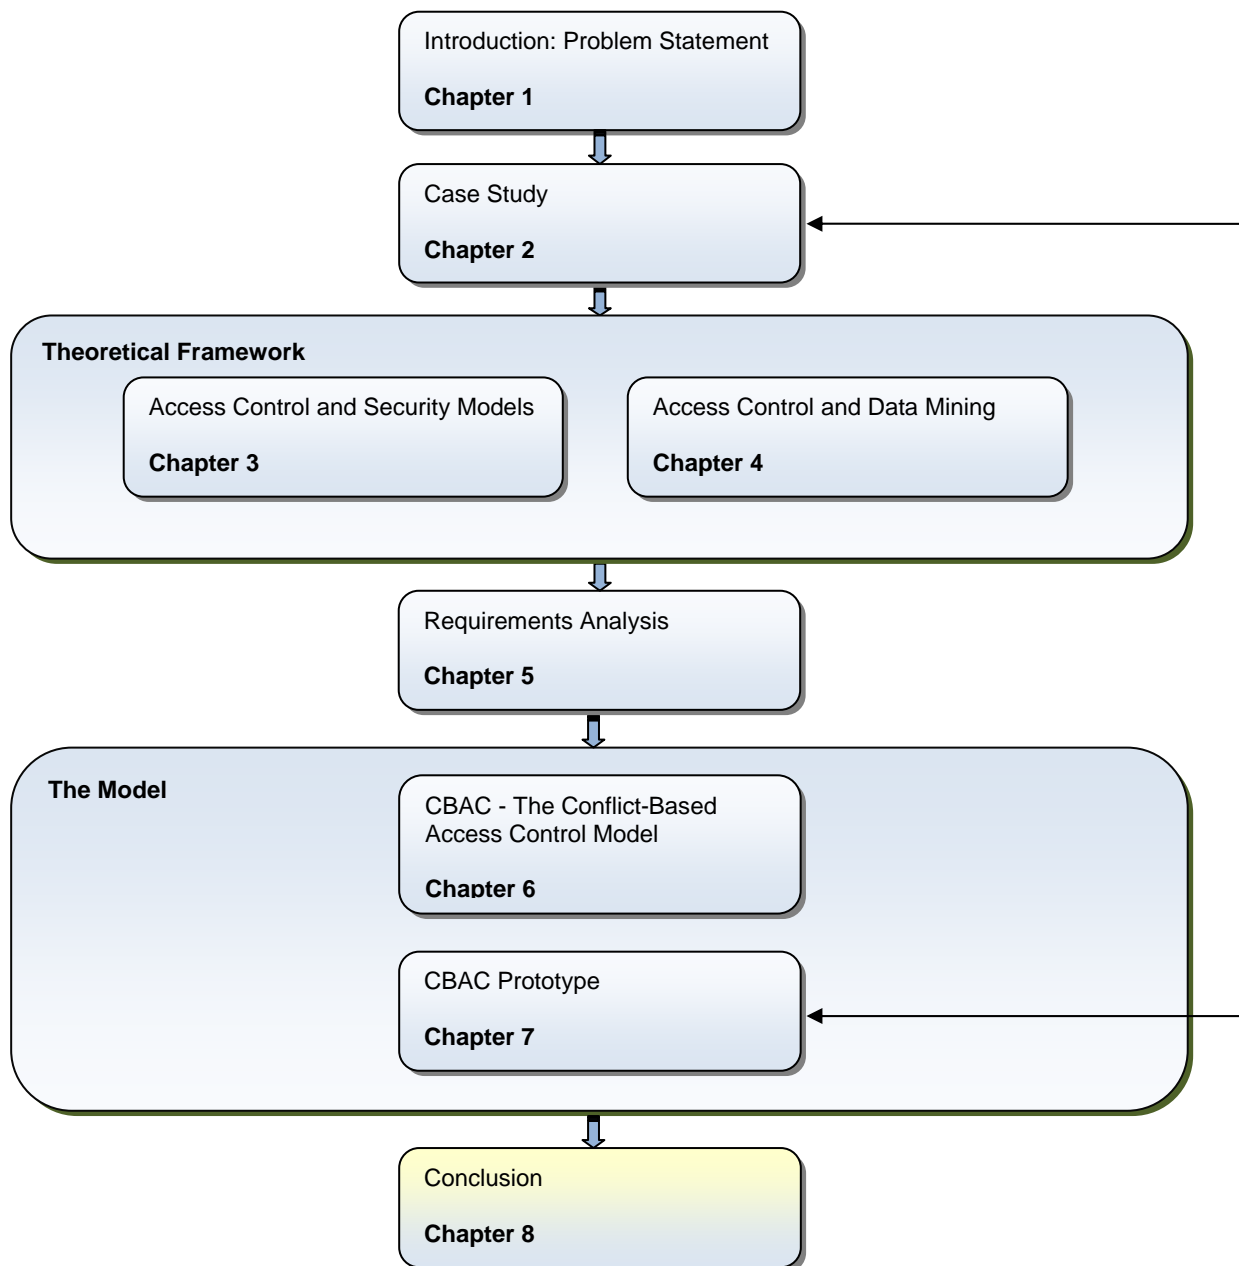 Introduction: Problem Statement
Chapter 1
Case Study
Chapter 2
Theoretical Framework
Access Control and Security Models
Chapter 3
Access Control and Data Mining
Chapter 4
Requirements Analysis
Chapter 5
The Model
CBAC - The Conflict-Based
Access Control Model
Chapter 6
CBAC Prototype
Chapter 7
Conclusion
Chapter 8